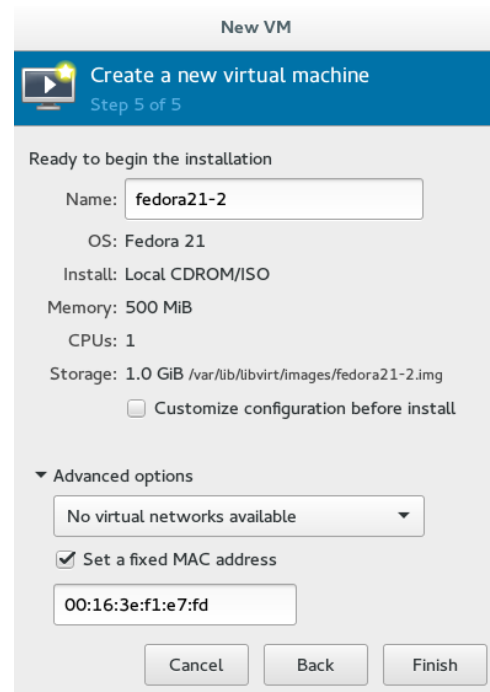 New VM
Create a new virtual machine
Step 5 of 5
Ready to begin the installation
Name: fedora21-2
OS: Fedora 21
Install: Local CDROM/ISO
Memory: 500 MiB
CPUs: 1
Storage: 1.0 GiB /var/lib/libvirt/images/fedora21-2.img
Customize configuration before install
Advanced options
No virtual networks available
Set a fixed MAC address
00:16:3e:f1:e7:fd
Cancel Back Finish